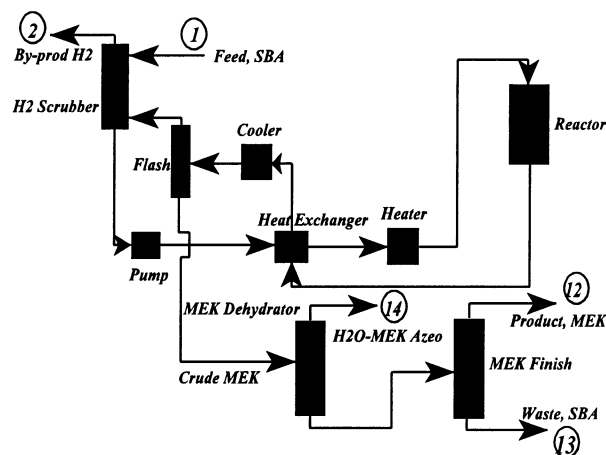 2
1
By-prod H2
Feed, SBA
H2 Scrubber
Cooler
Reactor
Flash
Heat Exchanger
Heater
Pump
MEK Dehydrator
14
12
H2O-MEK Azeo
Product, MEK
Crude MEK
MEK Finish
Waste, SBA
13